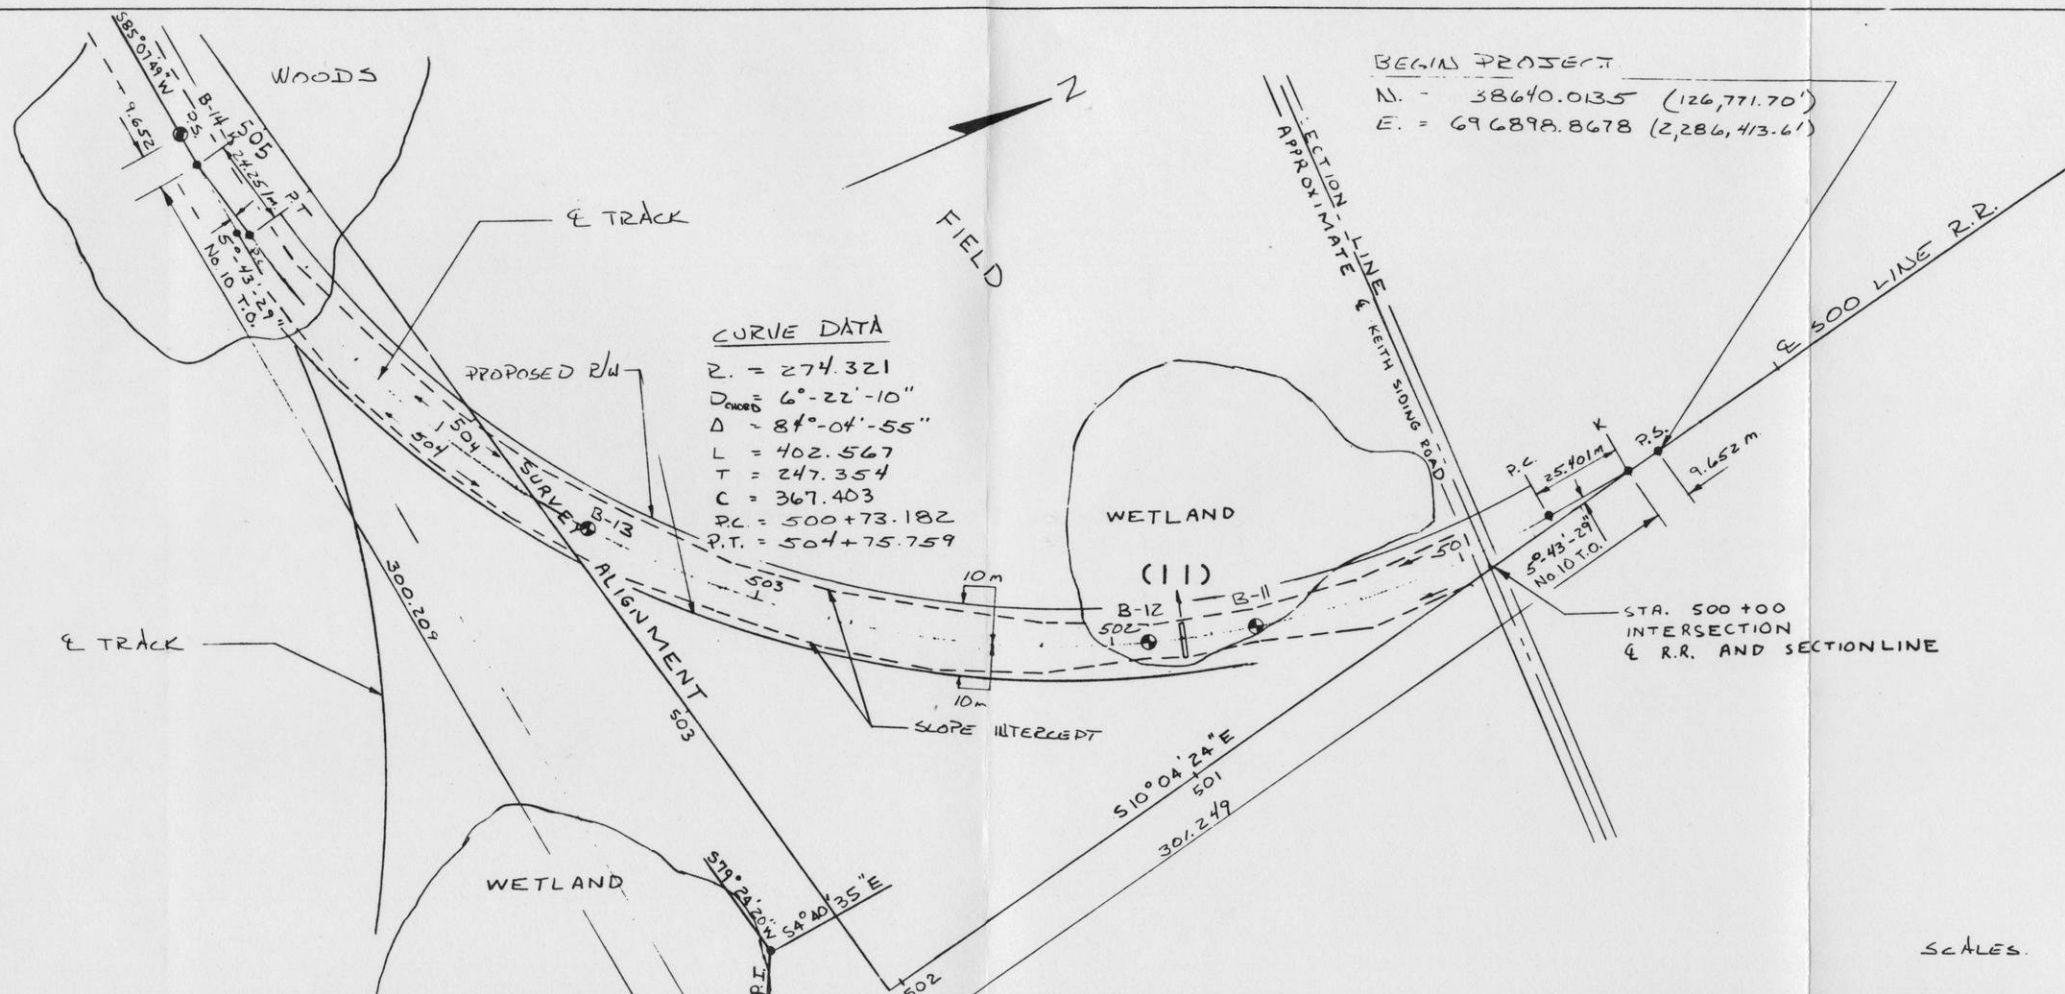 S85°07'49"W
9.652
B-14
P.S.
K
505
24.251m.
P.T
P.C.
5°-43'-29"
No. 10 T.O.
WOODS
℄ TRACK
Z
FIELD
BEGIN PROJECT.
N. - 38640.0135 (126,771.70')
E. = 696898.8678 (2,286,413.6')
ECTION - LINE
APPROXIMATE ℄ KEITH SIDING ROAD
℄ SOO LINE R.R.
CURVE DATA
R. = 274.321
D CHORD = 6°-22'-10"
Δ = 84°-04'-55"
L = 402.567
T = 247.354
C = 367.403
P.C. = 500+73.182
P.T. = 504+75.759
PROPOSED R/W
504
504
SURVEY ALIGNMENT
B-13
503
10m
10m
SLOPE INTERCEPT
WETLAND
(11)
B-12
B-11
502
501
K
P.S.
P.C.
25.401m
9.652 m.
5°-43'-29"
No. 10 T.O.
STA. 500+00
INTERSECTION
℄ R.R. AND SECTIONLINE
300.209
℄ TRACK
503
S10°04'24"E
501
301.249
WETLAND
S79°24'20"W
S4°40'35"E
P.I.
502
SCALES.